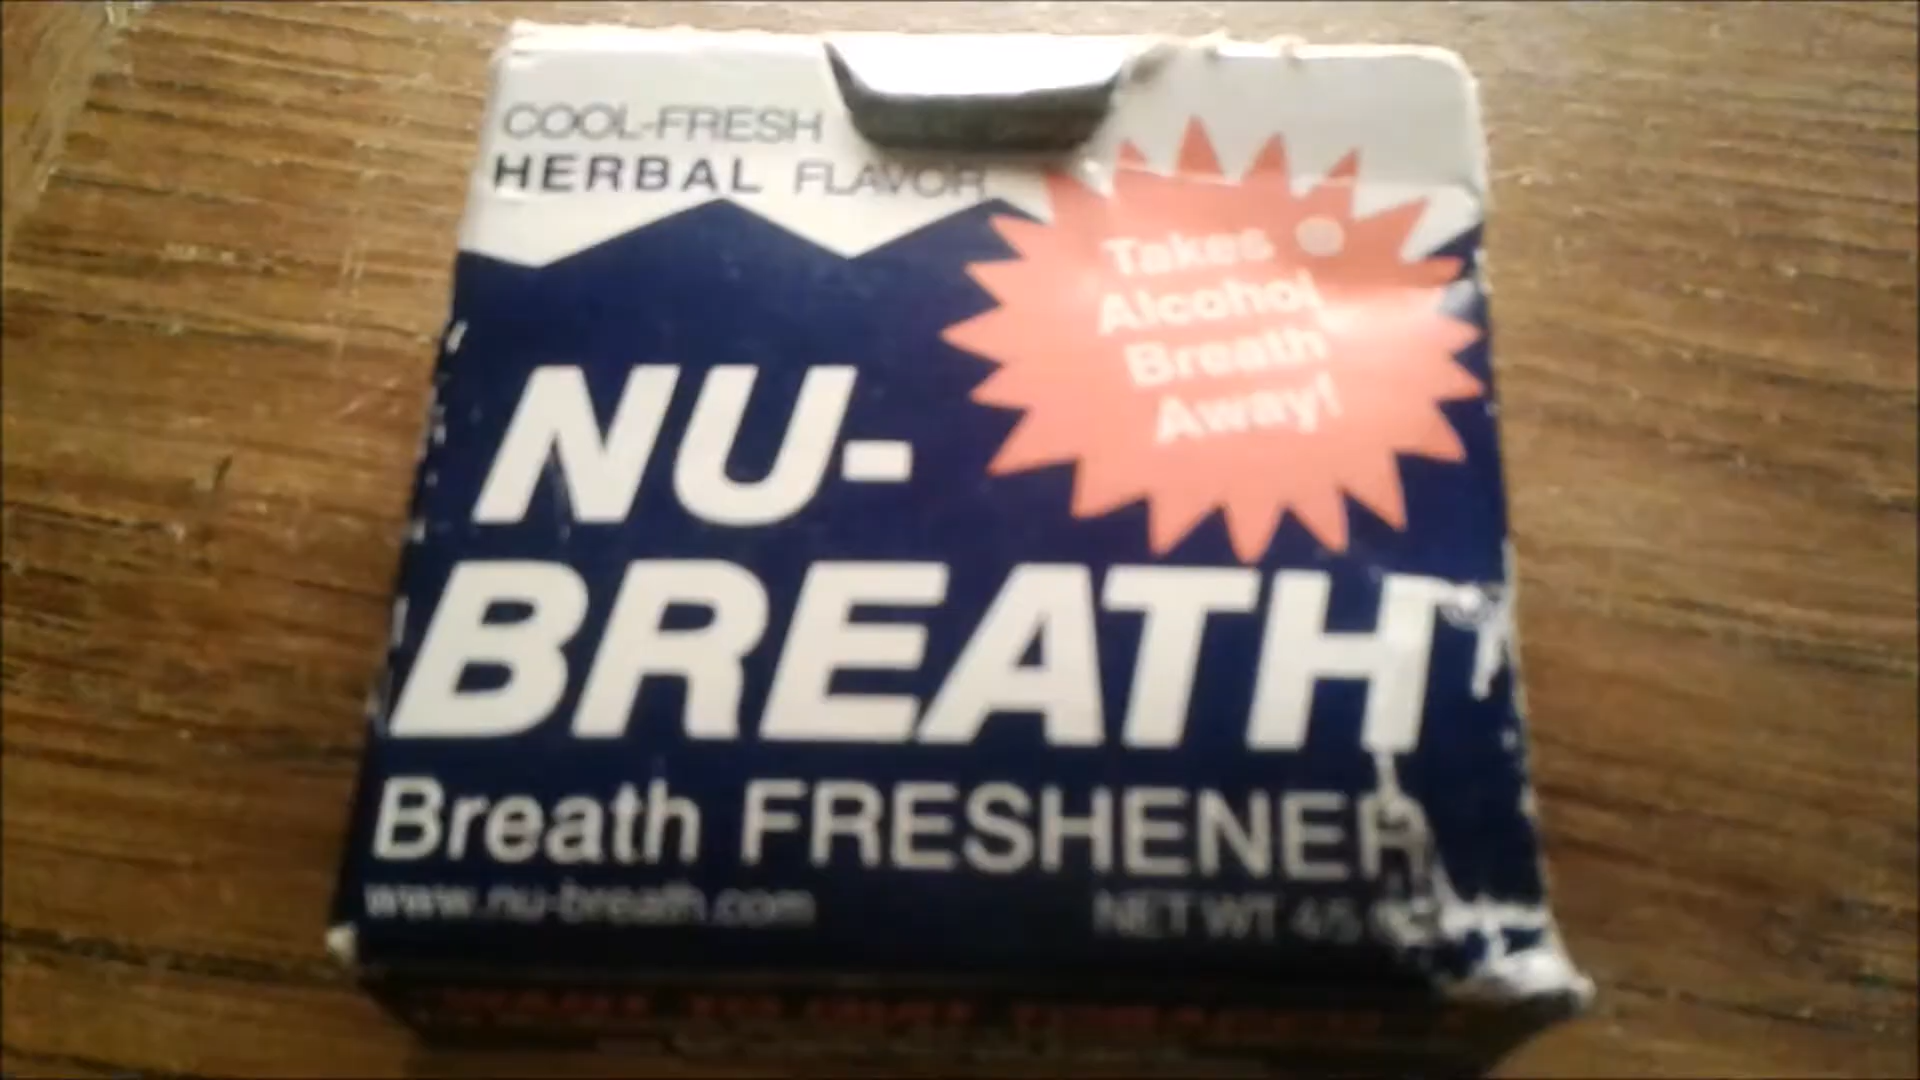 COOL-FRESH
HERBAL FLAVOR
Takes
Alcohol
Breath
Away!
NU-
BREATH
Breath FRESHENER
www.nu-breath.com
NET WT